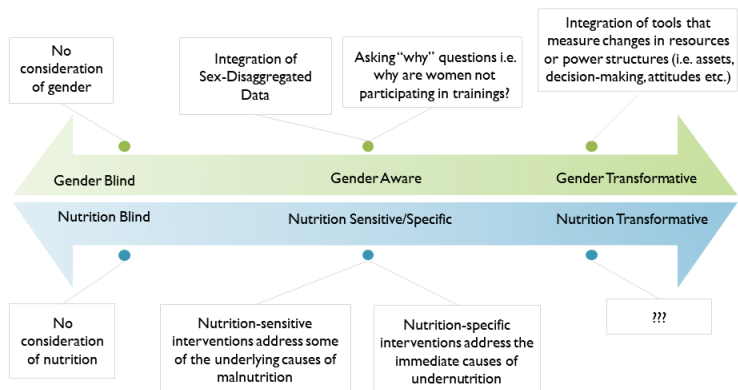 No
consideration
of gender
Integration of
Sex-Disaggregated
Data
Asking “why” questions i.e.
why are women not
participating in trainings?
Integration of tools that
measure changes in resources
or power structures (i.e. assets,
decision-making, attitudes etc.)
Gender Blind
Gender Aware
Gender Transformative
Nutrition Blind
Nutrition Sensitive/Specific
Nutrition Transformative
No
consideration
of nutrition
Nutrition-sensitive
interventions address some
of the underlying causes of
malnutrition
Nutrition-specific
interventions address the
immediate causes of
undernutrition
???